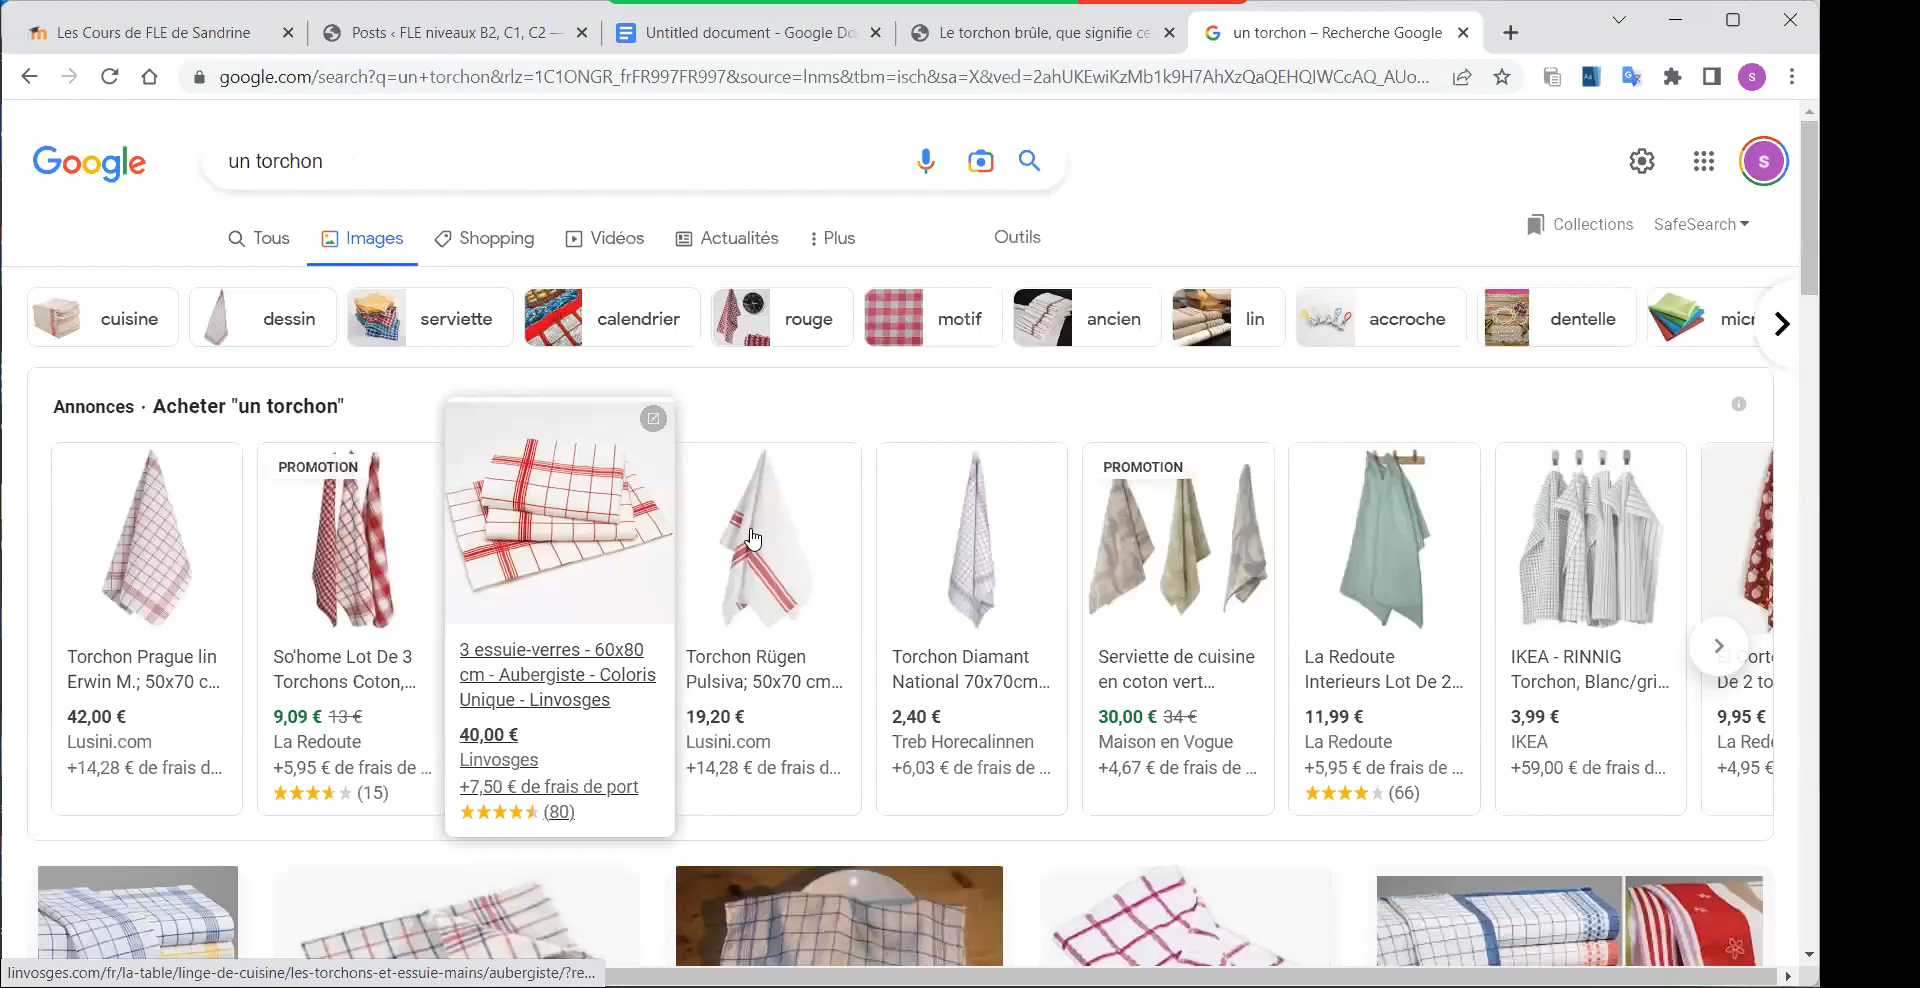 Les Cours de FLE de Sandrine
Posts ‹ FLE niveaux B2, C1, C2 —
Untitled document - Google Do
Le torchon brûle, que signifie ce
un torchon – Recherche Google
google.com/search?q=un+torchon&rlz=1C1ONGR_frFR997FR997&source=lnms&tbm=isch&sa=X&ved=2ahUKEwiKzMb1k9H7AhXzQaQEHQIWCcAQ_AUo...
s
Google
un torchon
s
Tous
Images
Shopping
Vidéos
Actualités
Plus
Outils
Collections
SafeSearch
cuisine
dessin
serviette
calendrier
rouge
motif
ancien
lin
accroche
dentelle
micr
Annonces · Acheter "un torchon"
Torchon Prague lin
Erwin M.; 50x70 c...
42,00 €
Lusini.com
+14,28 € de frais d...
PROMOTION
So'home Lot De 3
Torchons Coton,...
9,09 € 13 €
La Redoute
+5,95 € de frais de ...
(15)
3 essuie-verres - 60x80
cm - Aubergiste - Coloris
Unique - Linvosges
40,00 €
Linvosges
+7,50 € de frais de port
(80)
Torchon Rügen
Pulsiva; 50x70 cm...
19,20 €
Lusini.com
+14,28 € de frais d...
Torchon Diamant
National 70x70cm...
2,40 €
Treb Horecalinnen
+6,03 € de frais de ...
PROMOTION
Serviette de cuisine
en coton vert...
30,00 € 34 €
Maison en Vogue
+4,67 € de frais de ...
La Redoute
Interieurs Lot De 2...
11,99 €
La Redoute
+5,95 € de frais de ...
(66)
IKEA - RINNIG
Torchon, Blanc/gri...
3,99 €
IKEA
+59,00 € de frais d...
El Corte
De 2 to
9,95 €
La Red
+4,95 €
linvosges.com/fr/la-table/linge-de-cuisine/les-torchons-et-essuie-mains/aubergiste/?re...